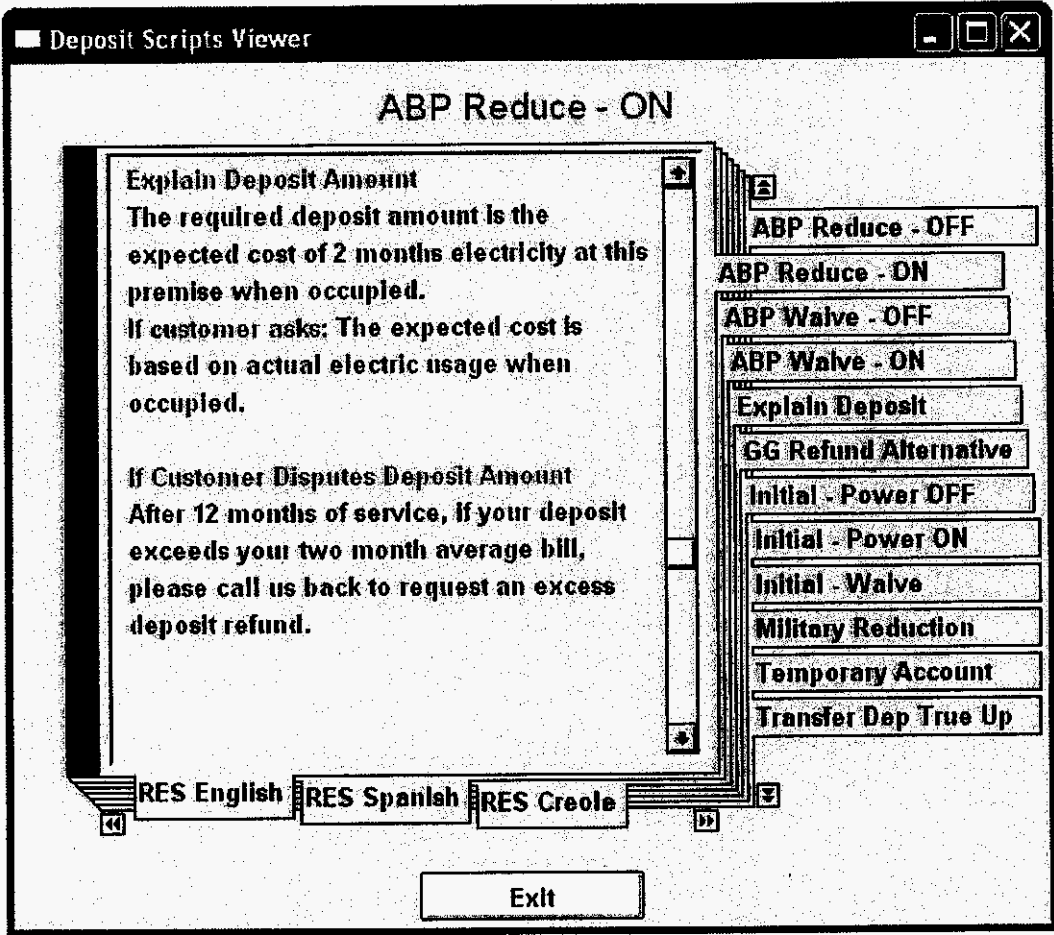 Deposit Scripts Viewer
ABP Reduce - ON
Explain Deposit Amount
The required deposit amount is the
expected cost of 2 months electricity at this
premise when occupied.
If customer asks: The expected cost is
based on actual electric usage when
occupied.
If Customer Disputes Deposit Amount
After 12 months of service, if your deposit
exceeds your two month average bill,
please call us back to request an excess
deposit refund.
ABP Reduce - OFF
ABP Reduce - ON
ABP Waive - OFF
ABP Waive - ON
Explain Deposit
GG Refund Alternative
Initial - Power OFF
Initial - Power ON
Initial - Waive
Military Reduction
Temporary Account
Transfer Dep True Up
RES English
RES Spanish
RES Creole
Exit